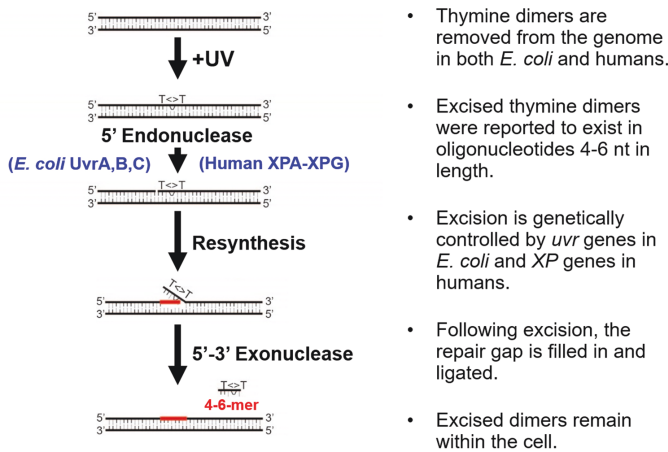 5' 3'
3' 5'
+UV
T<>T
5' 3'
3' 5'
5' Endonuclease
(E. coli UvrA,B,C) (Human XPA-XPG)
T<>T
5' 3'
3' 5'
Resynthesis
T<>T
5' 3'
3' 5'
5'-3' Exonuclease
T<>T
4-6-mer
5' 3'
3' 5'
• Thymine dimers are
removed from the genome
in both E. coli and humans.
• Excised thymine dimers
were reported to exist in
oligonucleotides 4-6 nt in
length.
• Excision is genetically
controlled by uvr genes in
E. coli and XP genes in
humans.
• Following excision, the
repair gap is filled in and
ligated.
• Excised dimers remain
within the cell.